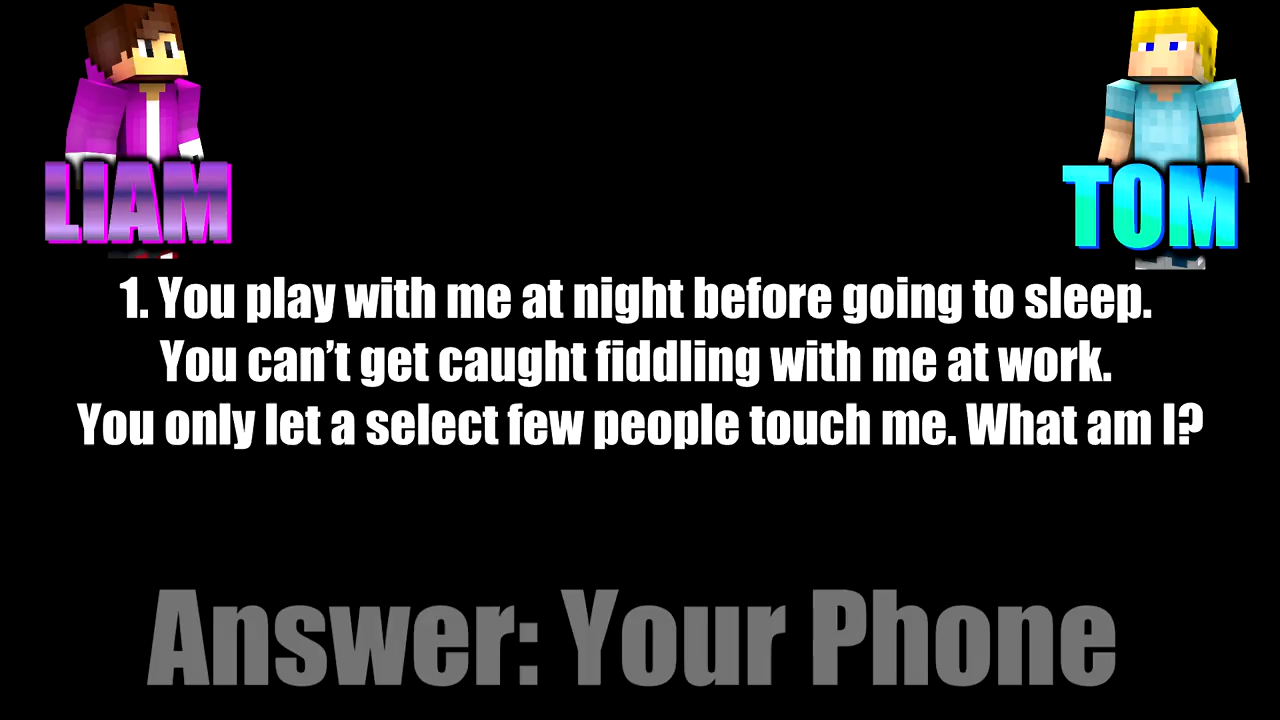 LIAM
TOM
1. You play with me at night before going to sleep.
You can’t get caught fiddling with me at work.
You only let a select few people touch me. What am I?
Answer: Your Phone